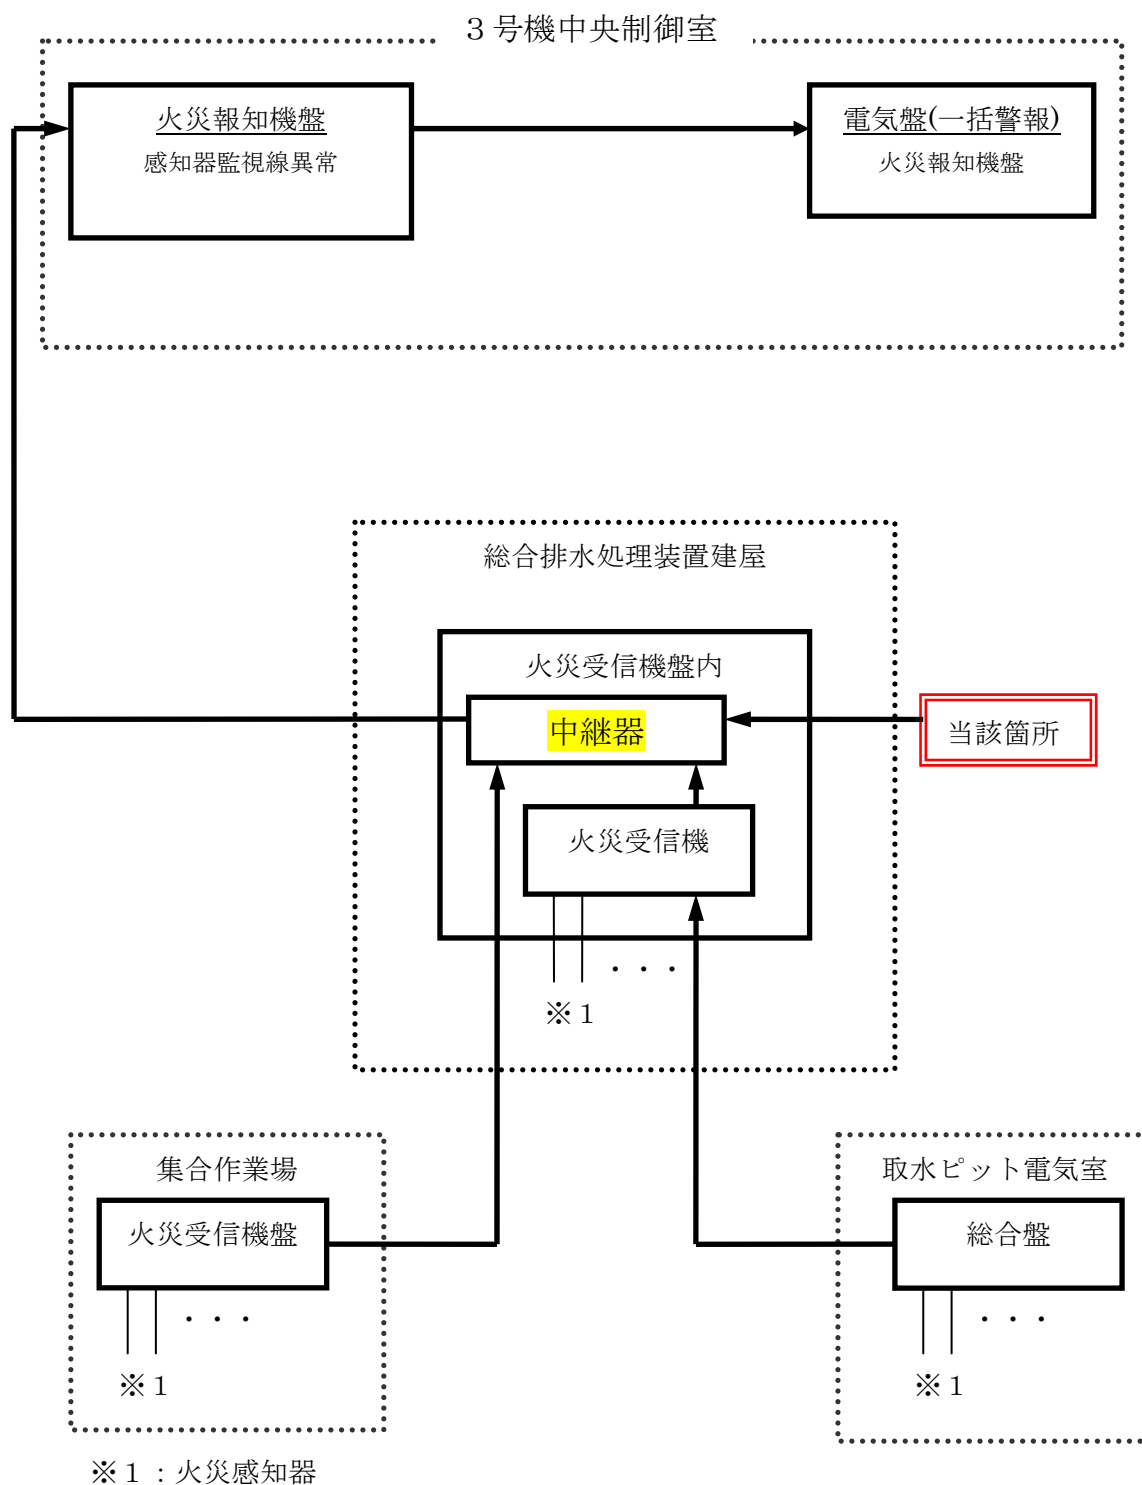 ３号機中央制御室
火災報知機盤
感知器監視線異常
電気盤(一括警報)
火災報知機盤
総合排水処理装置建屋
火災受信機盤内
中継器
当該箇所
火災受信機
・・・
※１
集合作業場
火災受信機盤
・・・
※１
取水ピット電気室
総合盤
・・・
※１
※１：火災感知器